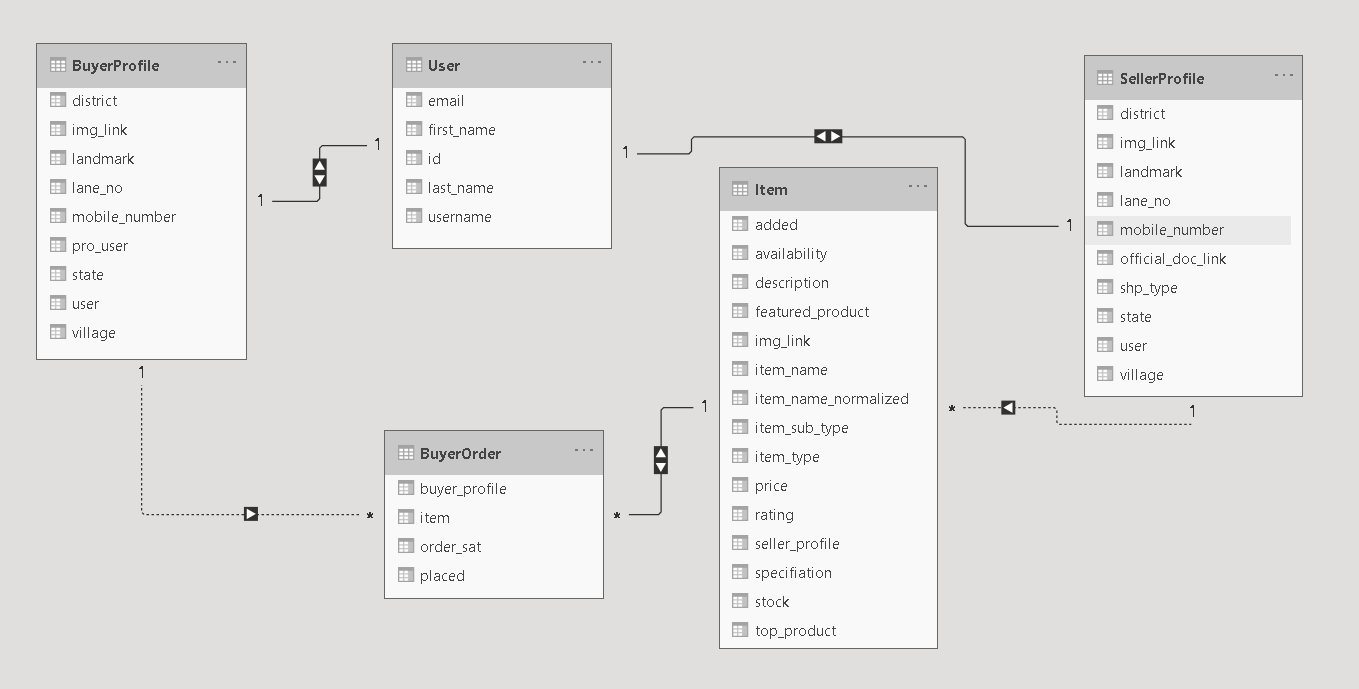 BuyerProfile
district
img_link
landmark
lane_no
mobile_number
pro_user
state
user
village
User
email
first_name
id
last_name
username
SellerProfile
district
img_link
landmark
lane_no
mobile_number
official_doc_link
shp_type
state
user
village
Item
added
availability
description
featured_product
img_link
item_name
item_name_normalized
item_sub_type
item_type
price
rating
seller_profile
specifiation
stock
top_product
BuyerOrder
buyer_profile
item
order_sat
placed
1
1
1
1
1
*
1
*
*
1